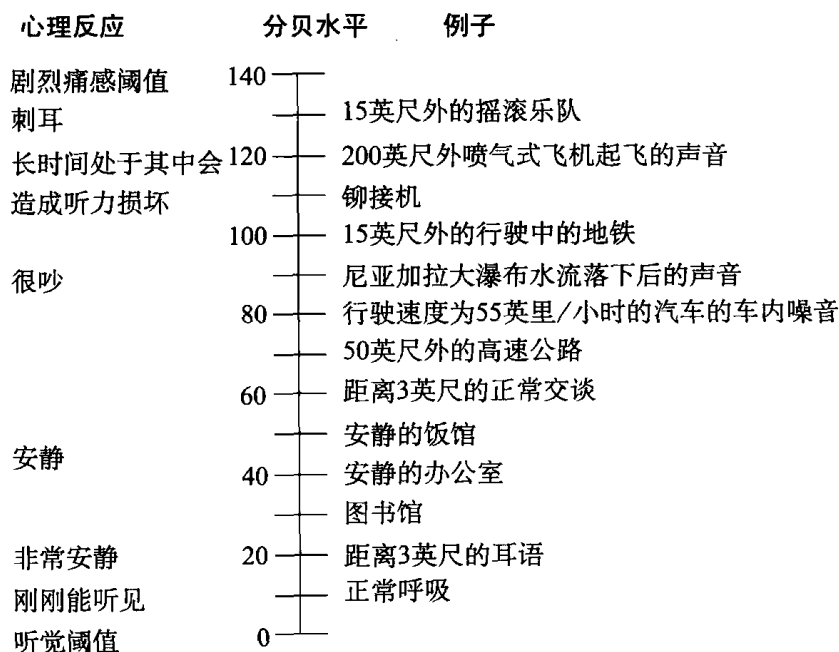 心理反应 分贝水平 例子
剧烈痛感阈值 140
刺耳 15英尺外的摇滚乐队
长时间处于其中会 120 200英尺外喷气式飞机起飞的声音
造成听力损坏 铆接机
100 15英尺外的行驶中的地铁
很吵 尼亚加拉大瀑布水流落下后的声音
80 行驶速度为55英里/小时的汽车的车内噪音
50英尺外的高速公路
60 距离3英尺的正常交谈
安静的饭馆
安静
40 安静的办公室
图书馆
非常安静 20 距离3英尺的耳语
刚刚能听见 正常呼吸
听觉阈值 0